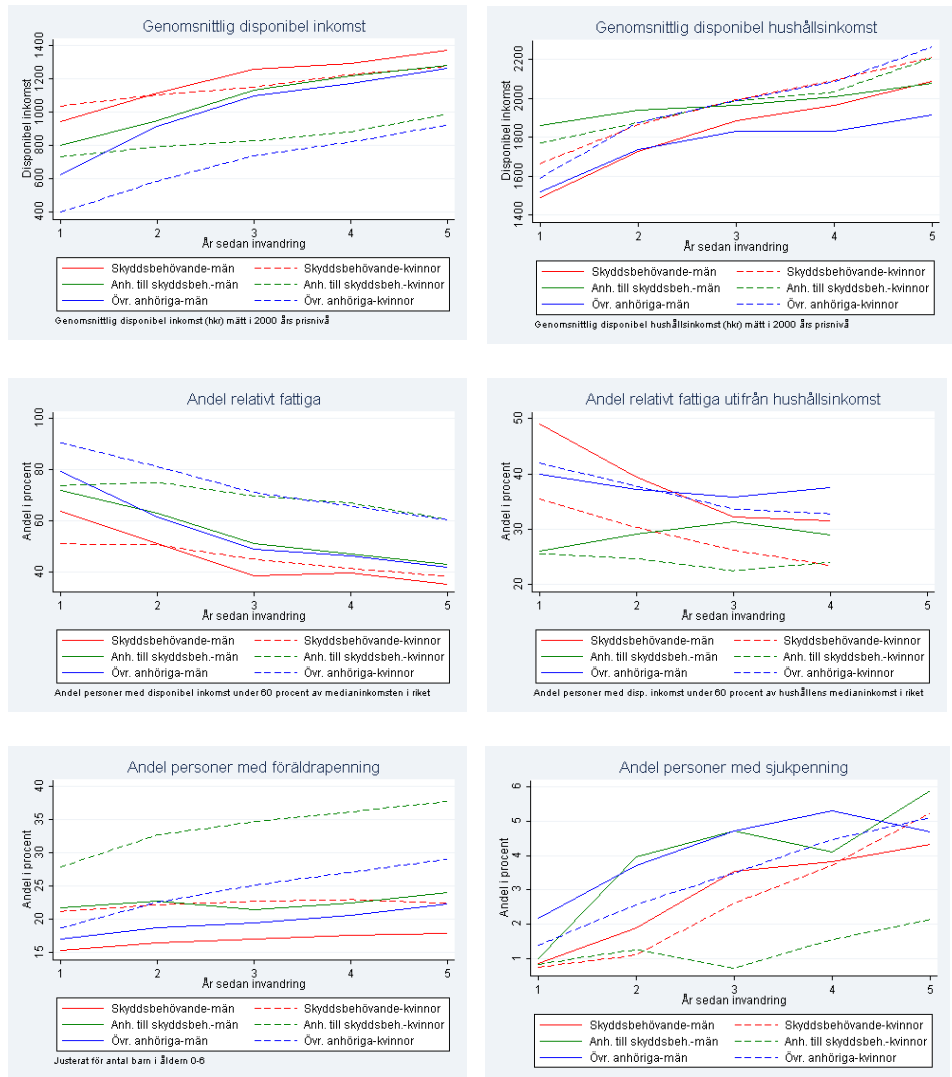 Genomsnittlig disponibel inkomst
Disponibel inkomst
1400
1200
1000
800
600
400
1 2 3 4 5
År sedan invandring
Skyddsbehövande-män Skyddsbehövande-kvinnor
Anh. till skyddsbeh.-män Anh. till skyddsbeh.-kvinnor
Övr. anhöriga-män Övr. anhöriga-kvinnor
Genomsnittlig disponibel inkomst (hkr) mätt i 2000 års prisnivå
Genomsnittlig disponibel hushållsinkomst
Disponibel inkomst
2200
2000
1800
1600
1400
1 2 3 4 5
År sedan invandring
Skyddsbehövande-män Skyddsbehövande-kvinnor
Anh. till skyddsbeh.-män Anh. till skyddsbeh.-kvinnor
Övr. anhöriga-män Övr. anhöriga-kvinnor
Genomsnittlig disponibel hushållsinkomst (hkr) mätt i 2000 års prisnivå
Andel relativt fattiga
Andel i procent
100
80
60
40
1 2 3 4 5
År sedan invandring
Skyddsbehövande-män Skyddsbehövande-kvinnor
Anh. till skyddsbeh.-män Anh. till skyddsbeh.-kvinnor
Övr. anhöriga-män Övr. anhöriga-kvinnor
Andel personer med disponibel inkomst under 60 procent av medianinkomsten i riket
Andel relativt fattiga utifrån hushållsinkomst
Andel i procent
50
40
30
20
1 2 3 4 5
År sedan invandring
Skyddsbehövande-män Skyddsbehövande-kvinnor
Anh. till skyddsbeh.-män Anh. till skyddsbeh.-kvinnor
Övr. anhöriga-män Övr. anhöriga-kvinnor
Andel personer med disp. inkomst under 60 procent av hushållens medianinkomst i riket
Andel personer med föräldrapenning
Andel i procent
40
35
30
25
20
15
1 2 3 4 5
År sedan invandring
Skyddsbehövande-män Skyddsbehövande-kvinnor
Anh. till skyddsbeh.-män Anh. till skyddsbeh.-kvinnor
Övr. anhöriga-män Övr. anhöriga-kvinnor
Justerat för antal barn i åldern 0-6
Andel personer med sjukpenning
Andel i procent
6
5
4
3
2
1
1 2 3 4 5
År sedan invandring
Skyddsbehövande-män Skyddsbehövande-kvinnor
Anh. till skyddsbeh.-män Anh. till skyddsbeh.-kvinnor
Övr. anhöriga-män Övr. anhöriga-kvinnor